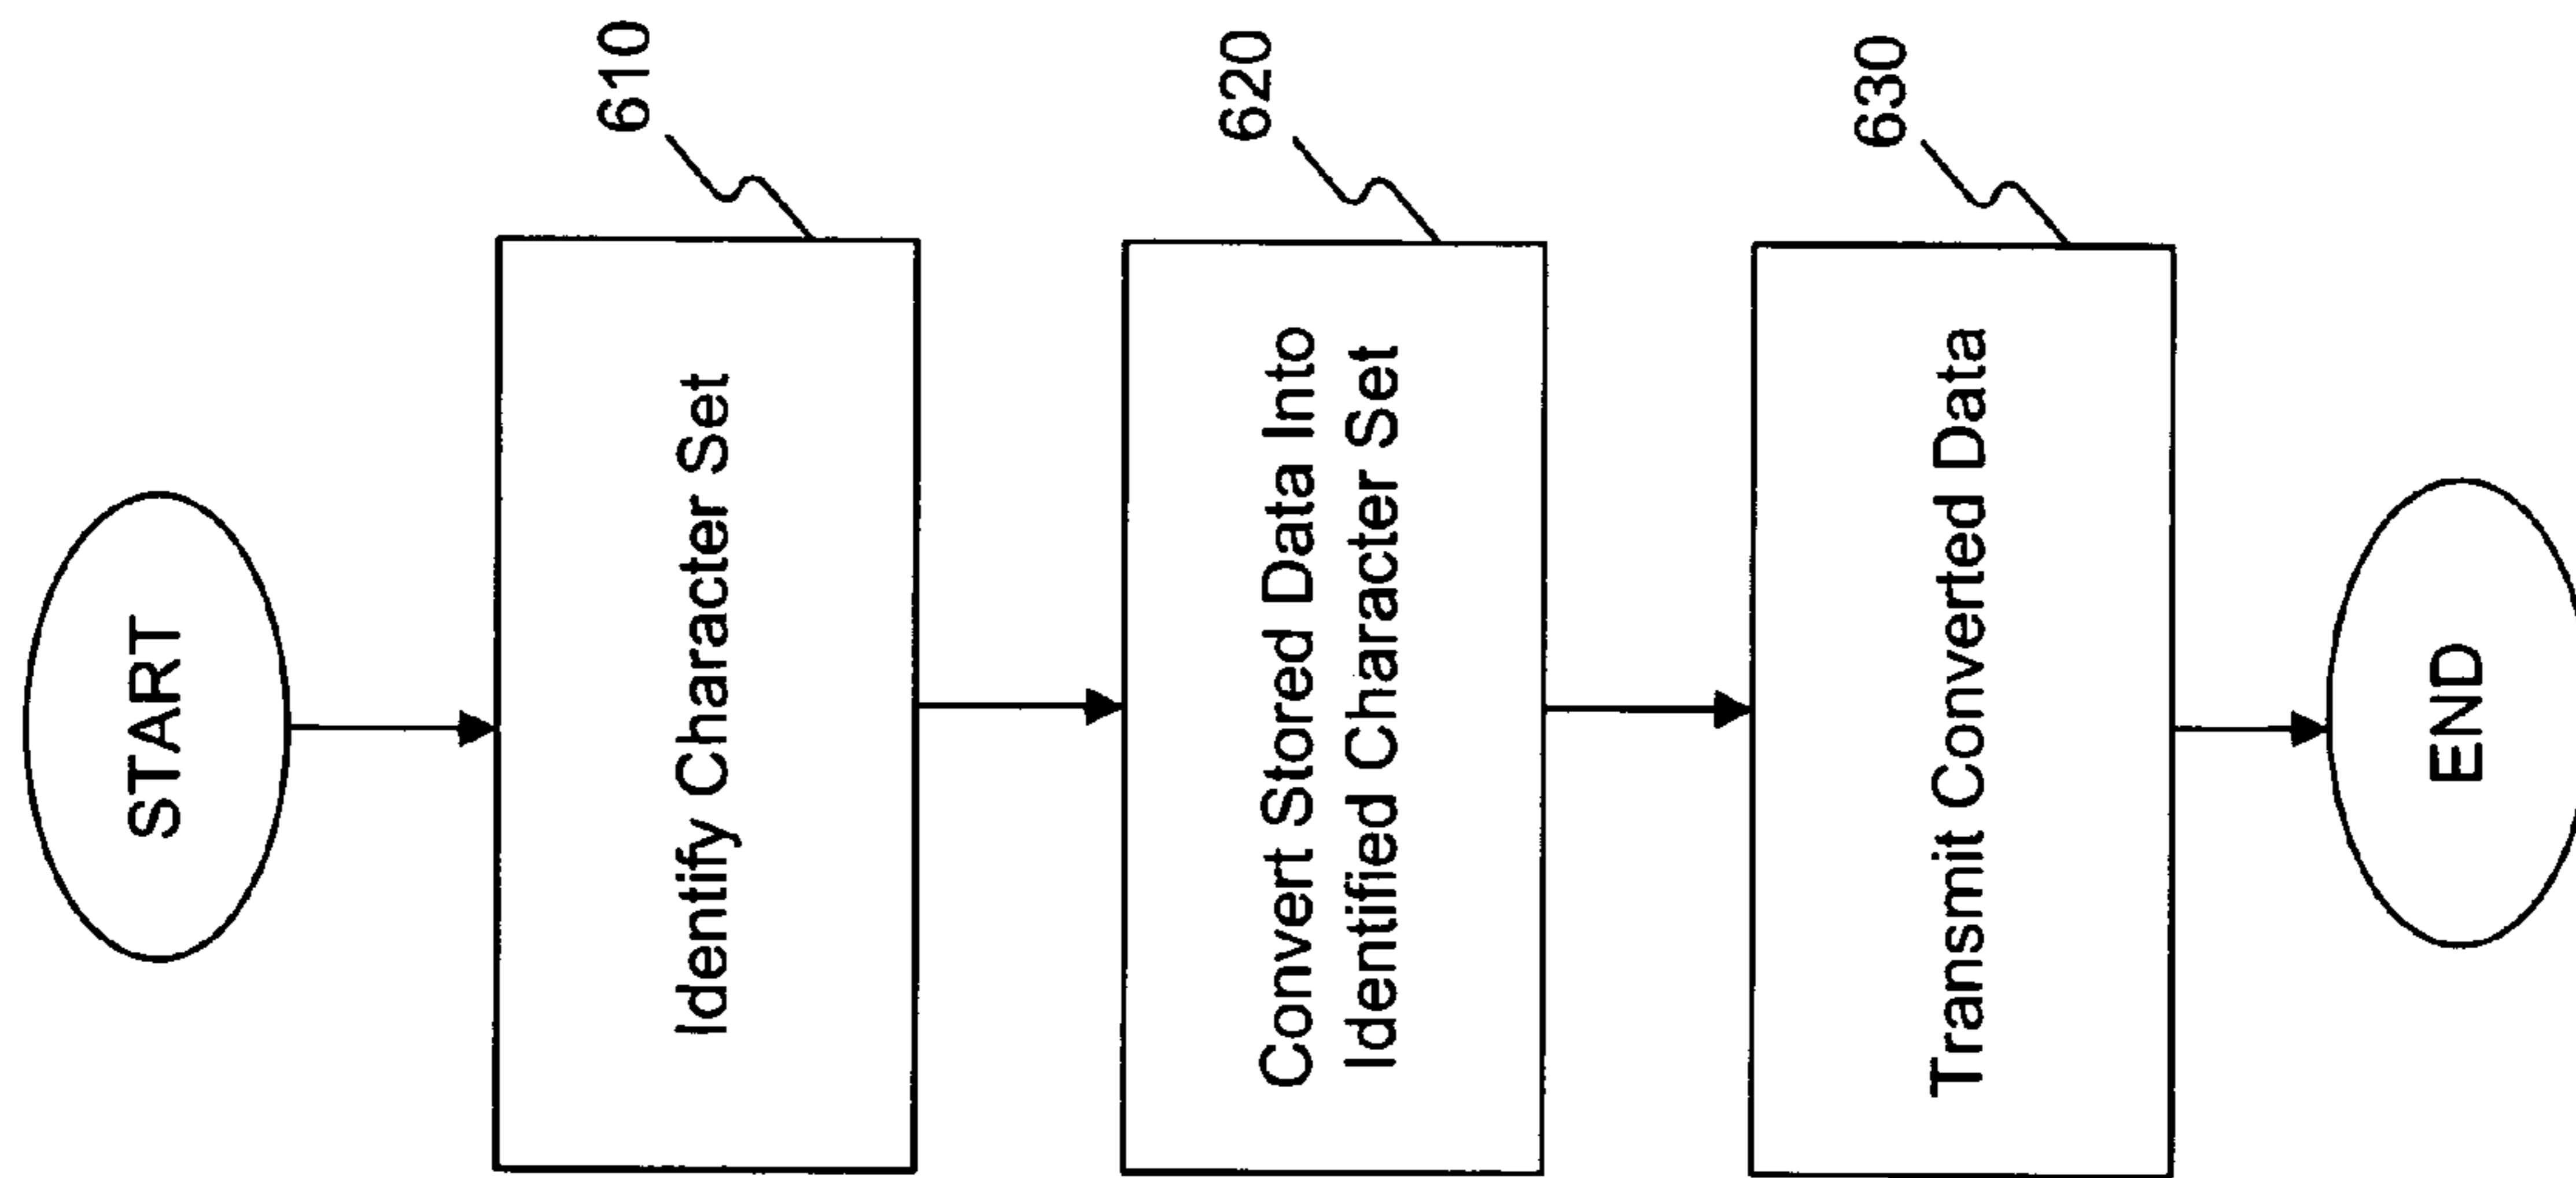 START
610
Identify Character Set
620
Convert Stored Data Into
Identified Character Set
630
Transmit Converted Data
END